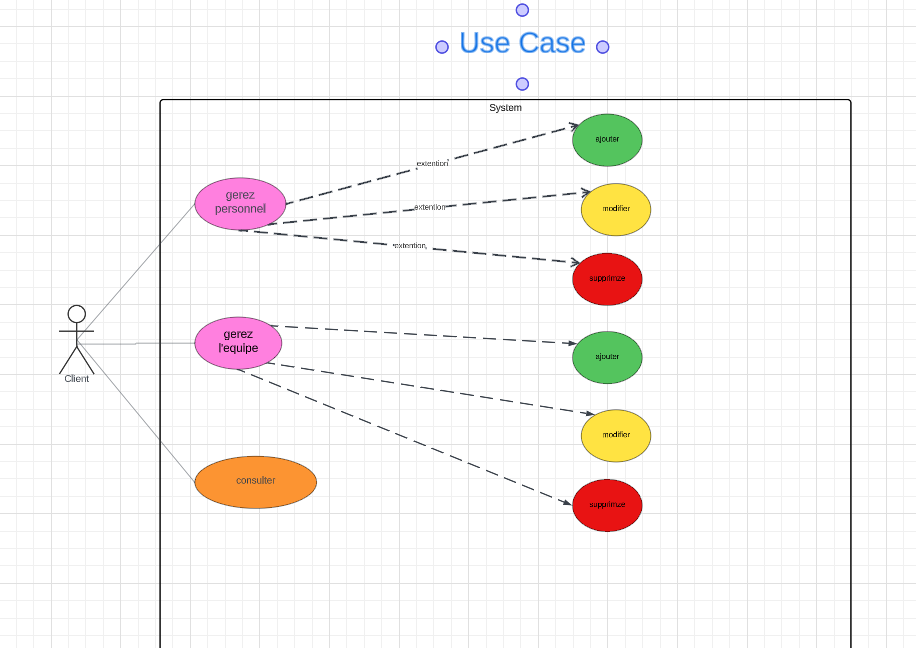 Use Case
System
ajouter
extention
gerez
personnel
modifier
extention
extention
supprimze
gerez
l'equipe
ajouter
Client
modifier
consulter
supprimze